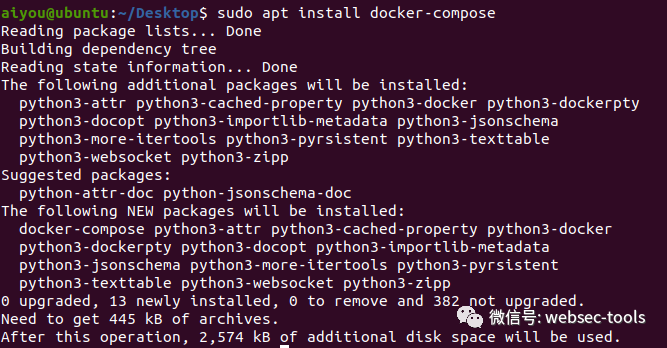 aiyou@ubuntu:~/Desktop$ sudo apt install docker-compose
Reading package lists... Done
Building dependency tree
Reading state information... Done
The following additional packages will be installed:
  python3-attr python3-cached-property python3-docker python3-dockerpty
  python3-docopt python3-importlib-metadata python3-jsonschema
  python3-more-itertools python3-pyrsistent python3-texttable
  python3-websocket python3-zipp
Suggested packages:
  python-attr-doc python-jsonschema-doc
The following NEW packages will be installed:
  docker-compose python3-attr python3-cached-property python3-docker
  python3-dockerpty python3-docopt python3-importlib-metadata
  python3-jsonschema python3-more-itertools python3-pyrsistent
  python3-texttable python3-websocket python3-zipp
0 upgraded, 13 newly installed, 0 to remove and 382 not upgraded.
Need to get 445 kB of archives.
微信号: websec-tools
After this operation, 2,574 kB of additional disk space will be used.